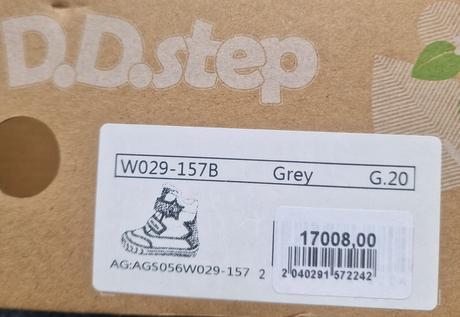 D.D.step
W029-157B Grey G.20
17008,00
AG:AGS056W029-157 2
2 040291 572242